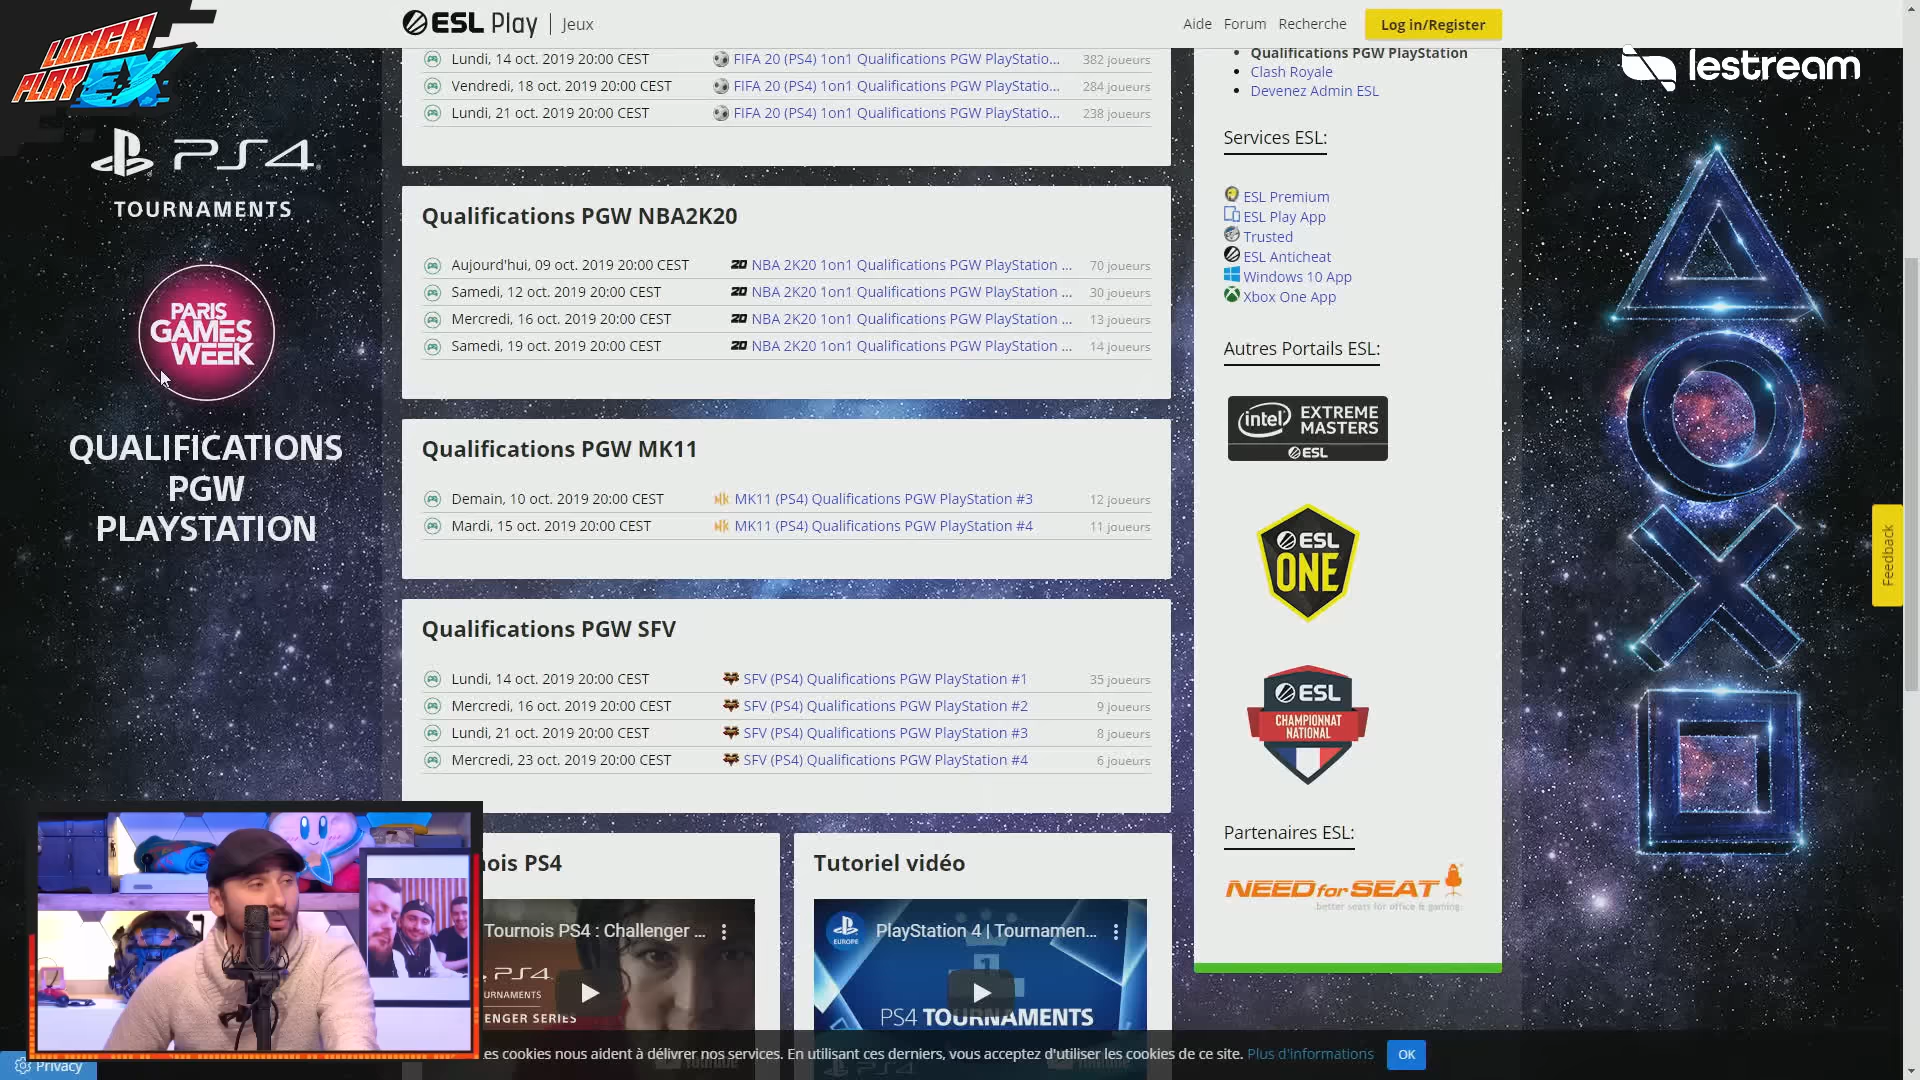 LUNCH
PLAY EX
ESL Play | Jeux
Aide Forum Recherche Log in/Register
lestream
Lundi, 14 oct. 2019 20:00 CEST FIFA 20 (PS4) 1on1 Qualifications PGW PlayStatio... 382 joueurs
Vendredi, 18 oct. 2019 20:00 CEST FIFA 20 (PS4) 1on1 Qualifications PGW PlayStatio... 284 joueurs
Lundi, 21 oct. 2019 20:00 CEST FIFA 20 (PS4) 1on1 Qualifications PGW PlayStatio... 238 joueurs
PS4
TOURNAMENTS
PARIS
GAMES
WEEK
QUALIFICATIONS
PGW
PLAYSTATION
Qualifications PGW NBA2K20
Aujourd'hui, 09 oct. 2019 20:00 CEST 20 NBA 2K20 1on1 Qualifications PGW PlayStation ... 70 joueurs
Samedi, 12 oct. 2019 20:00 CEST 20 NBA 2K20 1on1 Qualifications PGW PlayStation ... 30 joueurs
Mercredi, 16 oct. 2019 20:00 CEST 20 NBA 2K20 1on1 Qualifications PGW PlayStation ... 13 joueurs
Samedi, 19 oct. 2019 20:00 CEST 20 NBA 2K20 1on1 Qualifications PGW PlayStation ... 14 joueurs
Qualifications PGW MK11
Demain, 10 oct. 2019 20:00 CEST MK11 (PS4) Qualifications PGW PlayStation #3 12 joueurs
Mardi, 15 oct. 2019 20:00 CEST MK11 (PS4) Qualifications PGW PlayStation #4 11 joueurs
Qualifications PGW SFV
Lundi, 14 oct. 2019 20:00 CEST SFV (PS4) Qualifications PGW PlayStation #1 35 joueurs
Mercredi, 16 oct. 2019 20:00 CEST SFV (PS4) Qualifications PGW PlayStation #2 9 joueurs
Lundi, 21 oct. 2019 20:00 CEST SFV (PS4) Qualifications PGW PlayStation #3 8 joueurs
Mercredi, 23 oct. 2019 20:00 CEST SFV (PS4) Qualifications PGW PlayStation #4 6 joueurs
Qualifications PGW PlayStation
Clash Royale
Devenez Admin ESL
Services ESL:
ESL Premium
ESL Play App
Trusted
ESL Anticheat
Windows 10 App
Xbox One App
Autres Portails ESL:
intel EXTREME
MASTERS
ESL
ESL
ONE
ESL
CHAMPIONNAT
NATIONAL
Partenaires ESL:
NEED for SEAT
better seats for office & gaming.
Feedback
ois PS4
Tournois PS4 : Challenger ...
PS4
URNAMENTS
ENGER SERIES
Tutoriel vidéo
EUROPE
PlayStation 4 | Tournamen...
1
PS4 TOURNAMENTS
es cookies nous aident à délivrer nos services. En utilisant ces derniers, vous acceptez d'utiliser les cookies de ce site. Plus d'informations OK
Privacy